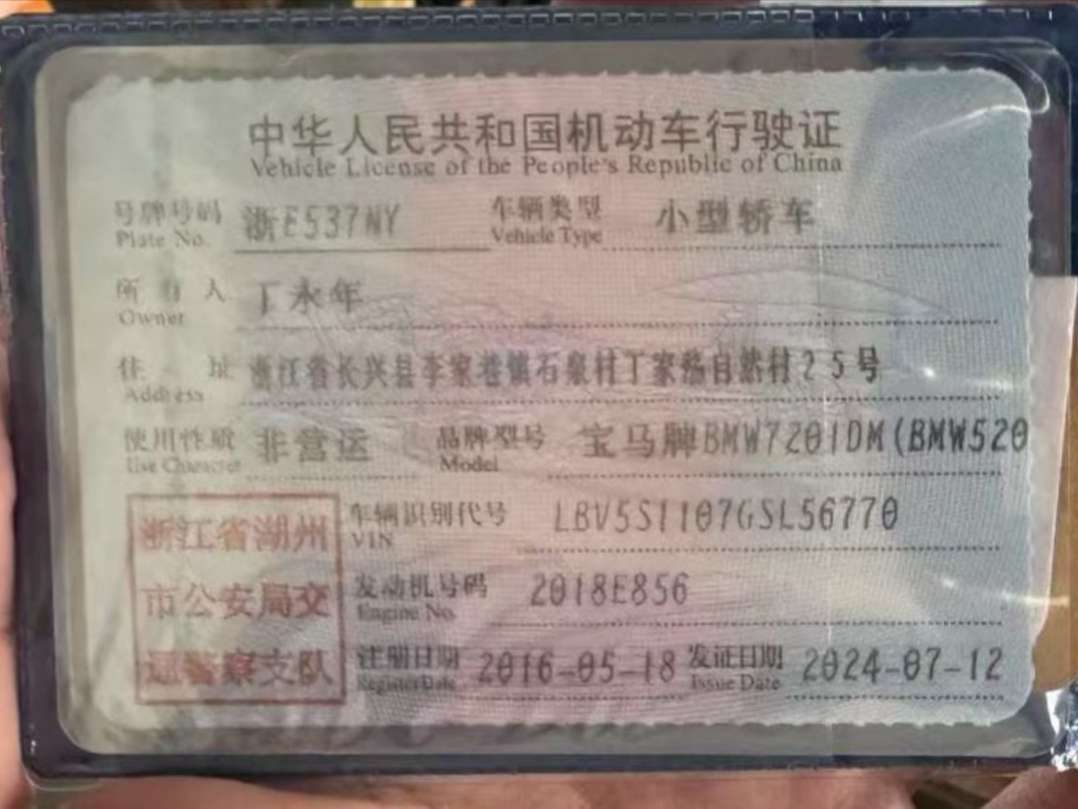 中华人民共和国机动车行驶证
Vehicle License of the People's Republic of China
号牌号码 浙E537NY 车辆类型 小型轿车
Plate No. Vehicle Type
所有人 丁永年
Owner
住址 浙江省长兴县李家巷镇石泉村丁家 自然村25号
Address
使用性质 非营运 品牌型号 宝马牌BMW7201DM(BMW520
Use Character Model
浙江省湖州
市公安局交
通警察支队
车辆识别代号 LBV5S1107GSL56770
VIN
发动机号码 2018E856
Engine No.
注册日期 2016-05-18 发证日期 2024-07-12
Register Date Issue Date